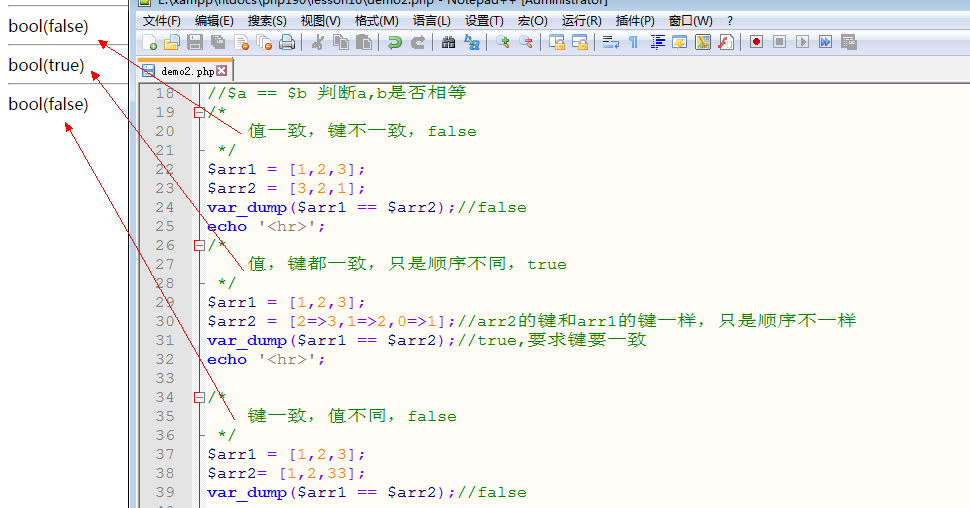 bool(false)
bool(true)
bool(false)
E:\xampp\htdocs\php190\lesson10\demo2.php - Notepad++ [Administrator]
文件(F) 编辑(E) 搜索(S) 视图(V) 格式(M) 语言(L) 设置(T) 宏(O) 运行(R) 插件(P) 窗口(W) ?
demo2.php
18 //$a == $b 判断a,b是否相等
19 /*
20 值一致，键不一致，false
21 */
22 $arr1 = [1,2,3];
23 $arr2 = [3,2,1];
24 var_dump($arr1 == $arr2);//false
25 echo '<hr>';
26 /*
27 值，键都一致，只是顺序不同，true
28 */
29 $arr1 = [1,2,3];
30 $arr2 = [2=>3,1=>2,0=>1];//arr2的键和arr1的键一样，只是顺序不一样
31 var_dump($arr1 == $arr2);//true,要求键要一致
32 echo '<hr>';
33
34 /*
35 键一致，值不同，false
36 */
37 $arr1 = [1,2,3];
38 $arr2= [1,2,33];
39 var_dump($arr1 == $arr2);//false